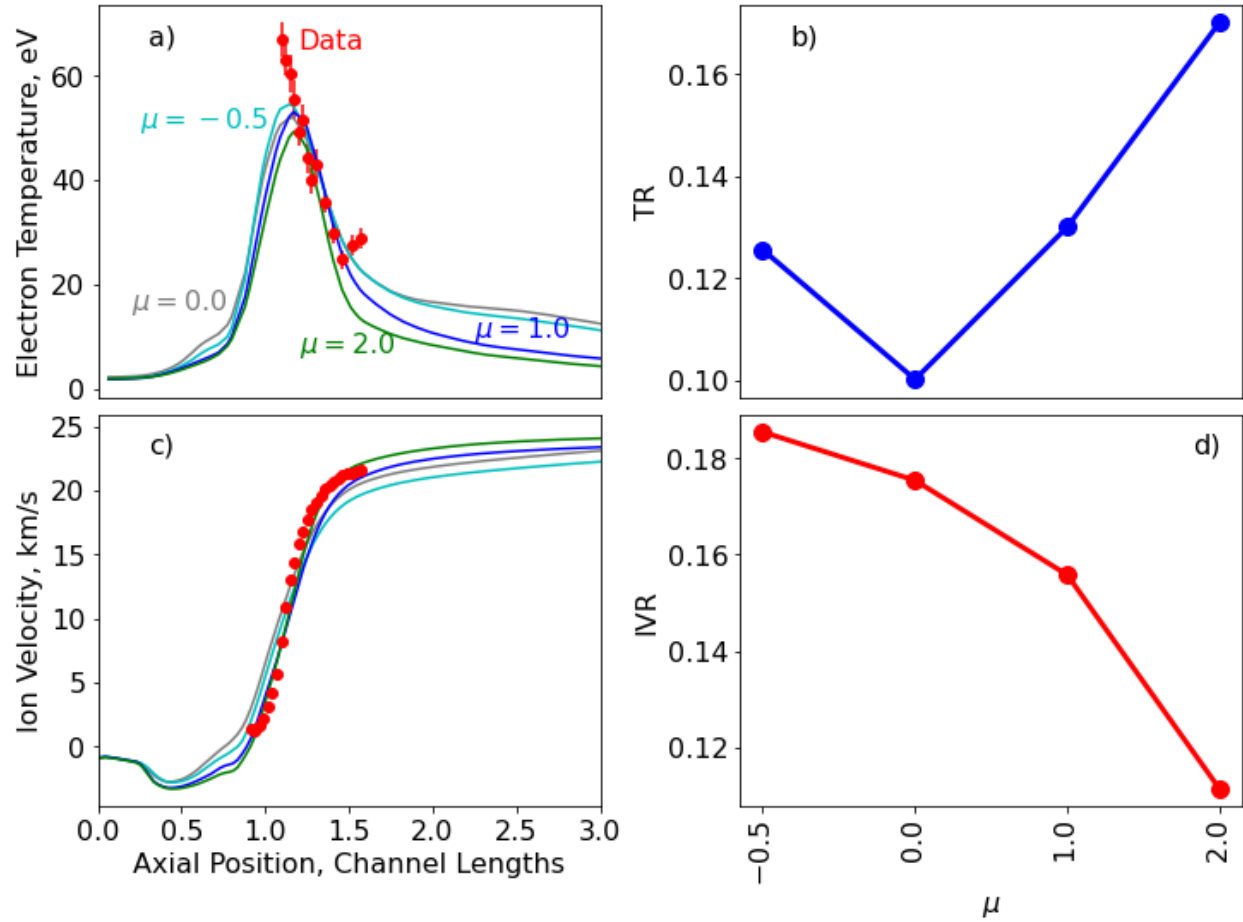 a)
Data
μ = −0.5
μ = 0.0
μ = 1.0
μ = 2.0
Electron Temperature, eV
60
40
20
0
b)
TR
0.16
0.14
0.12
0.10
c)
Ion Velocity, km/s
25
20
15
10
5
0
0.0 0.5 1.0 1.5 2.0 2.5 3.0
Axial Position, Channel Lengths
d)
IVR
0.18
0.16
0.14
0.12
−0.5 0.0 1.0 2.0
μ